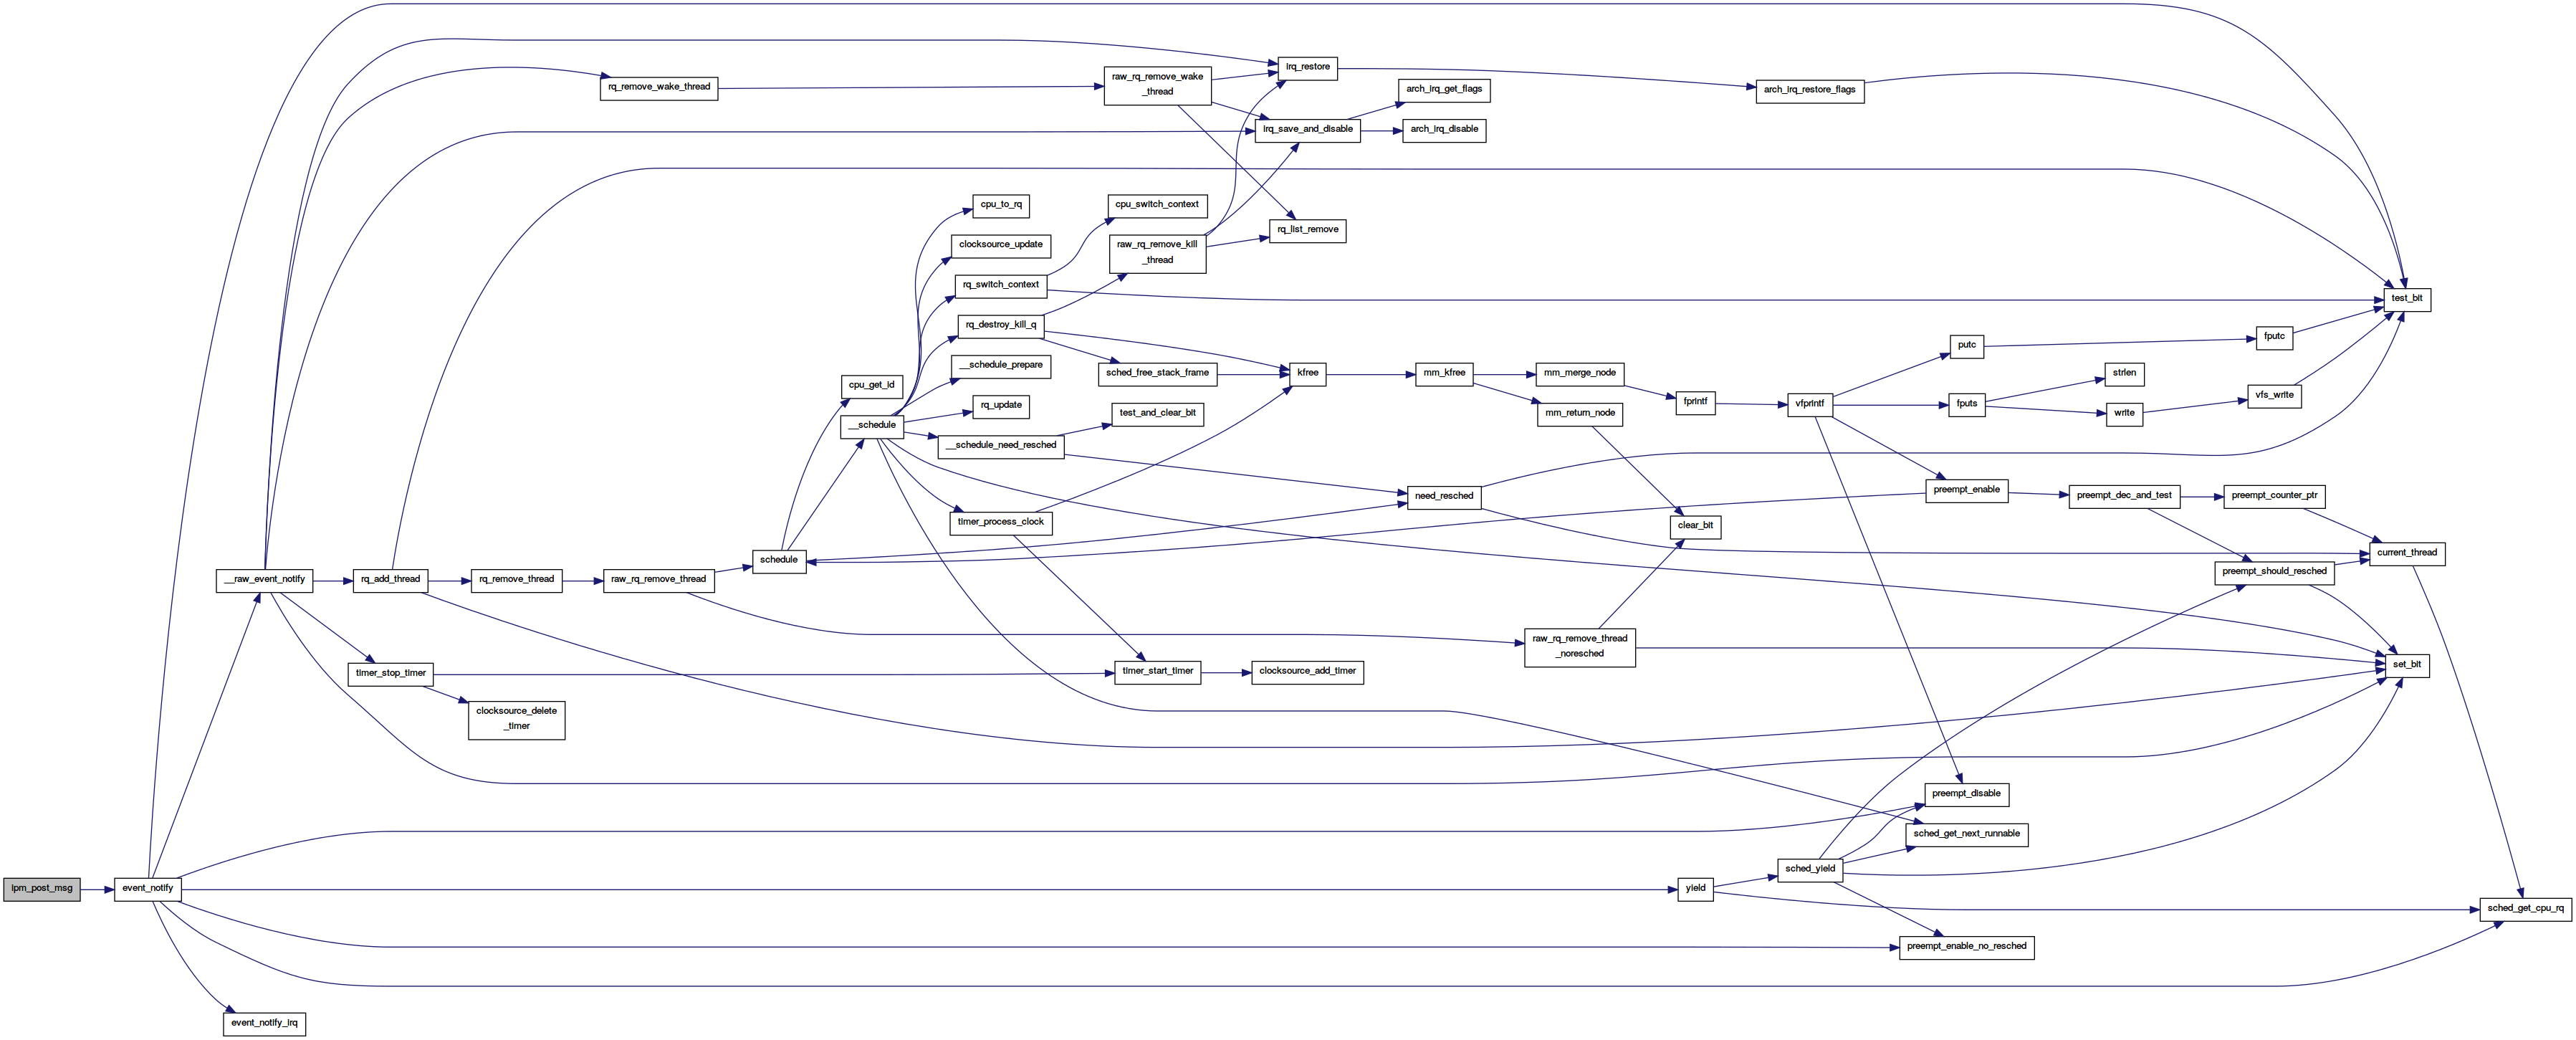 irq_restore
rq_remove_wake_thread
raw_rq_remove_wake
_thread
arch_irq_get_flags
arch_irq_restore_flags
irq_save_and_disable
arch_irq_disable
cpu_to_rq
cpu_switch_context
rq_list_remove
clocksource_update
raw_rq_remove_kill
_thread
rq_switch_context
test_bit
rq_destroy_kill_q
fputc
putc
__schedule_prepare
sched_free_stack_frame
kfree
mm_kfree
mm_merge_node
strlen
cpu_get_id
vfs_write
rq_update
test_and_clear_bit
mm_return_node
fprintf
vfprintf
fputs
write
__schedule
__schedule_need_resched
need_resched
preempt_enable
preempt_dec_and_test
preempt_counter_ptr
timer_process_clock
clear_bit
current_thread
schedule
preempt_should_resched
__raw_event_notify
rq_add_thread
rq_remove_thread
raw_rq_remove_thread
raw_rq_remove_thread
_noresched
set_bit
timer_stop_timer
timer_start_timer
clocksource_add_timer
clocksource_delete
_timer
preempt_disable
sched_get_next_runnable
sched_yield
ipm_post_msg
event_notify
yield
sched_get_cpu_rq
preempt_enable_no_resched
event_notify_irq